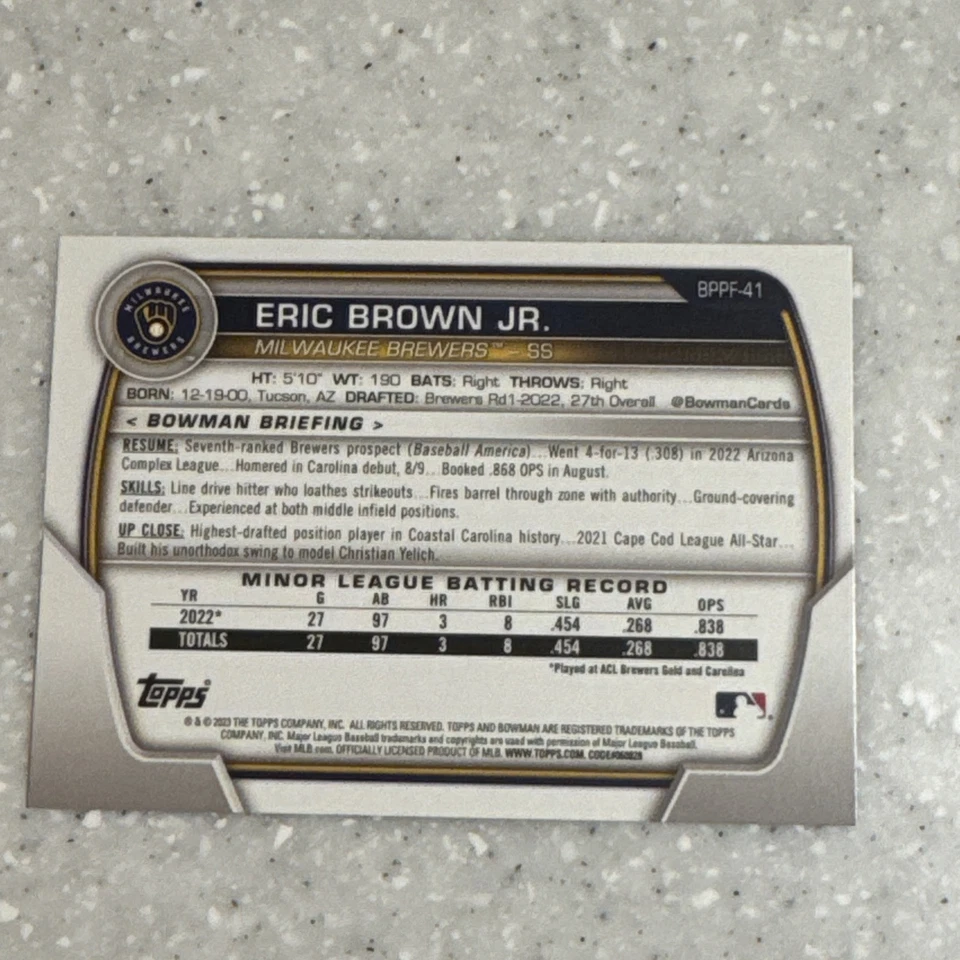 BPPF-41
MILWAUKEE BREWERS
ERIC BROWN JR.
MILWAUKEE BREWERS™ - SS
HT: 5'10" WT: 190 BATS: Right THROWS: Right
BORN: 12-19-00, Tucson, AZ DRAFTED: Brewers Rd1-2022, 27th Overall @BowmanCards
< BOWMAN BRIEFING >
RESUME: Seventh-ranked Brewers prospect (Baseball America)...Went 4-for-13 (.308) in 2022 Arizona
Complex League...Homered in Carolina debut, 8/9...Booked .868 OPS in August.
SKILLS: Line drive hitter who loathes strikeouts...Fires barrel through zone with authority...Ground-covering
defender...Experienced at both middle infield positions.
UP CLOSE: Highest-drafted position player in Coastal Carolina history...2021 Cape Cod League All-Star...
Built his unorthodox swing to model Christian Yelich.
MINOR LEAGUE BATTING RECORD
YR G AB HR RBI SLG AVG OPS
2022* 27 97 3 8 .454 .268 .838
TOTALS 27 97 3 8 .454 .268 .838
*Played at ACL Brewers Gold and Carolina
Topps®
® & © 2023 THE TOPPS COMPANY, INC. ALL RIGHTS RESERVED. TOPPS AND BOWMAN ARE REGISTERED TRADEMARKS OF THE TOPPS
COMPANY, INC. Major League Baseball trademarks and copyrights are used with permission of Major League Baseball.
Visit MLB.com. OFFICIALLY LICENSED PRODUCT OF MLB. WWW.TOPPS.COM.